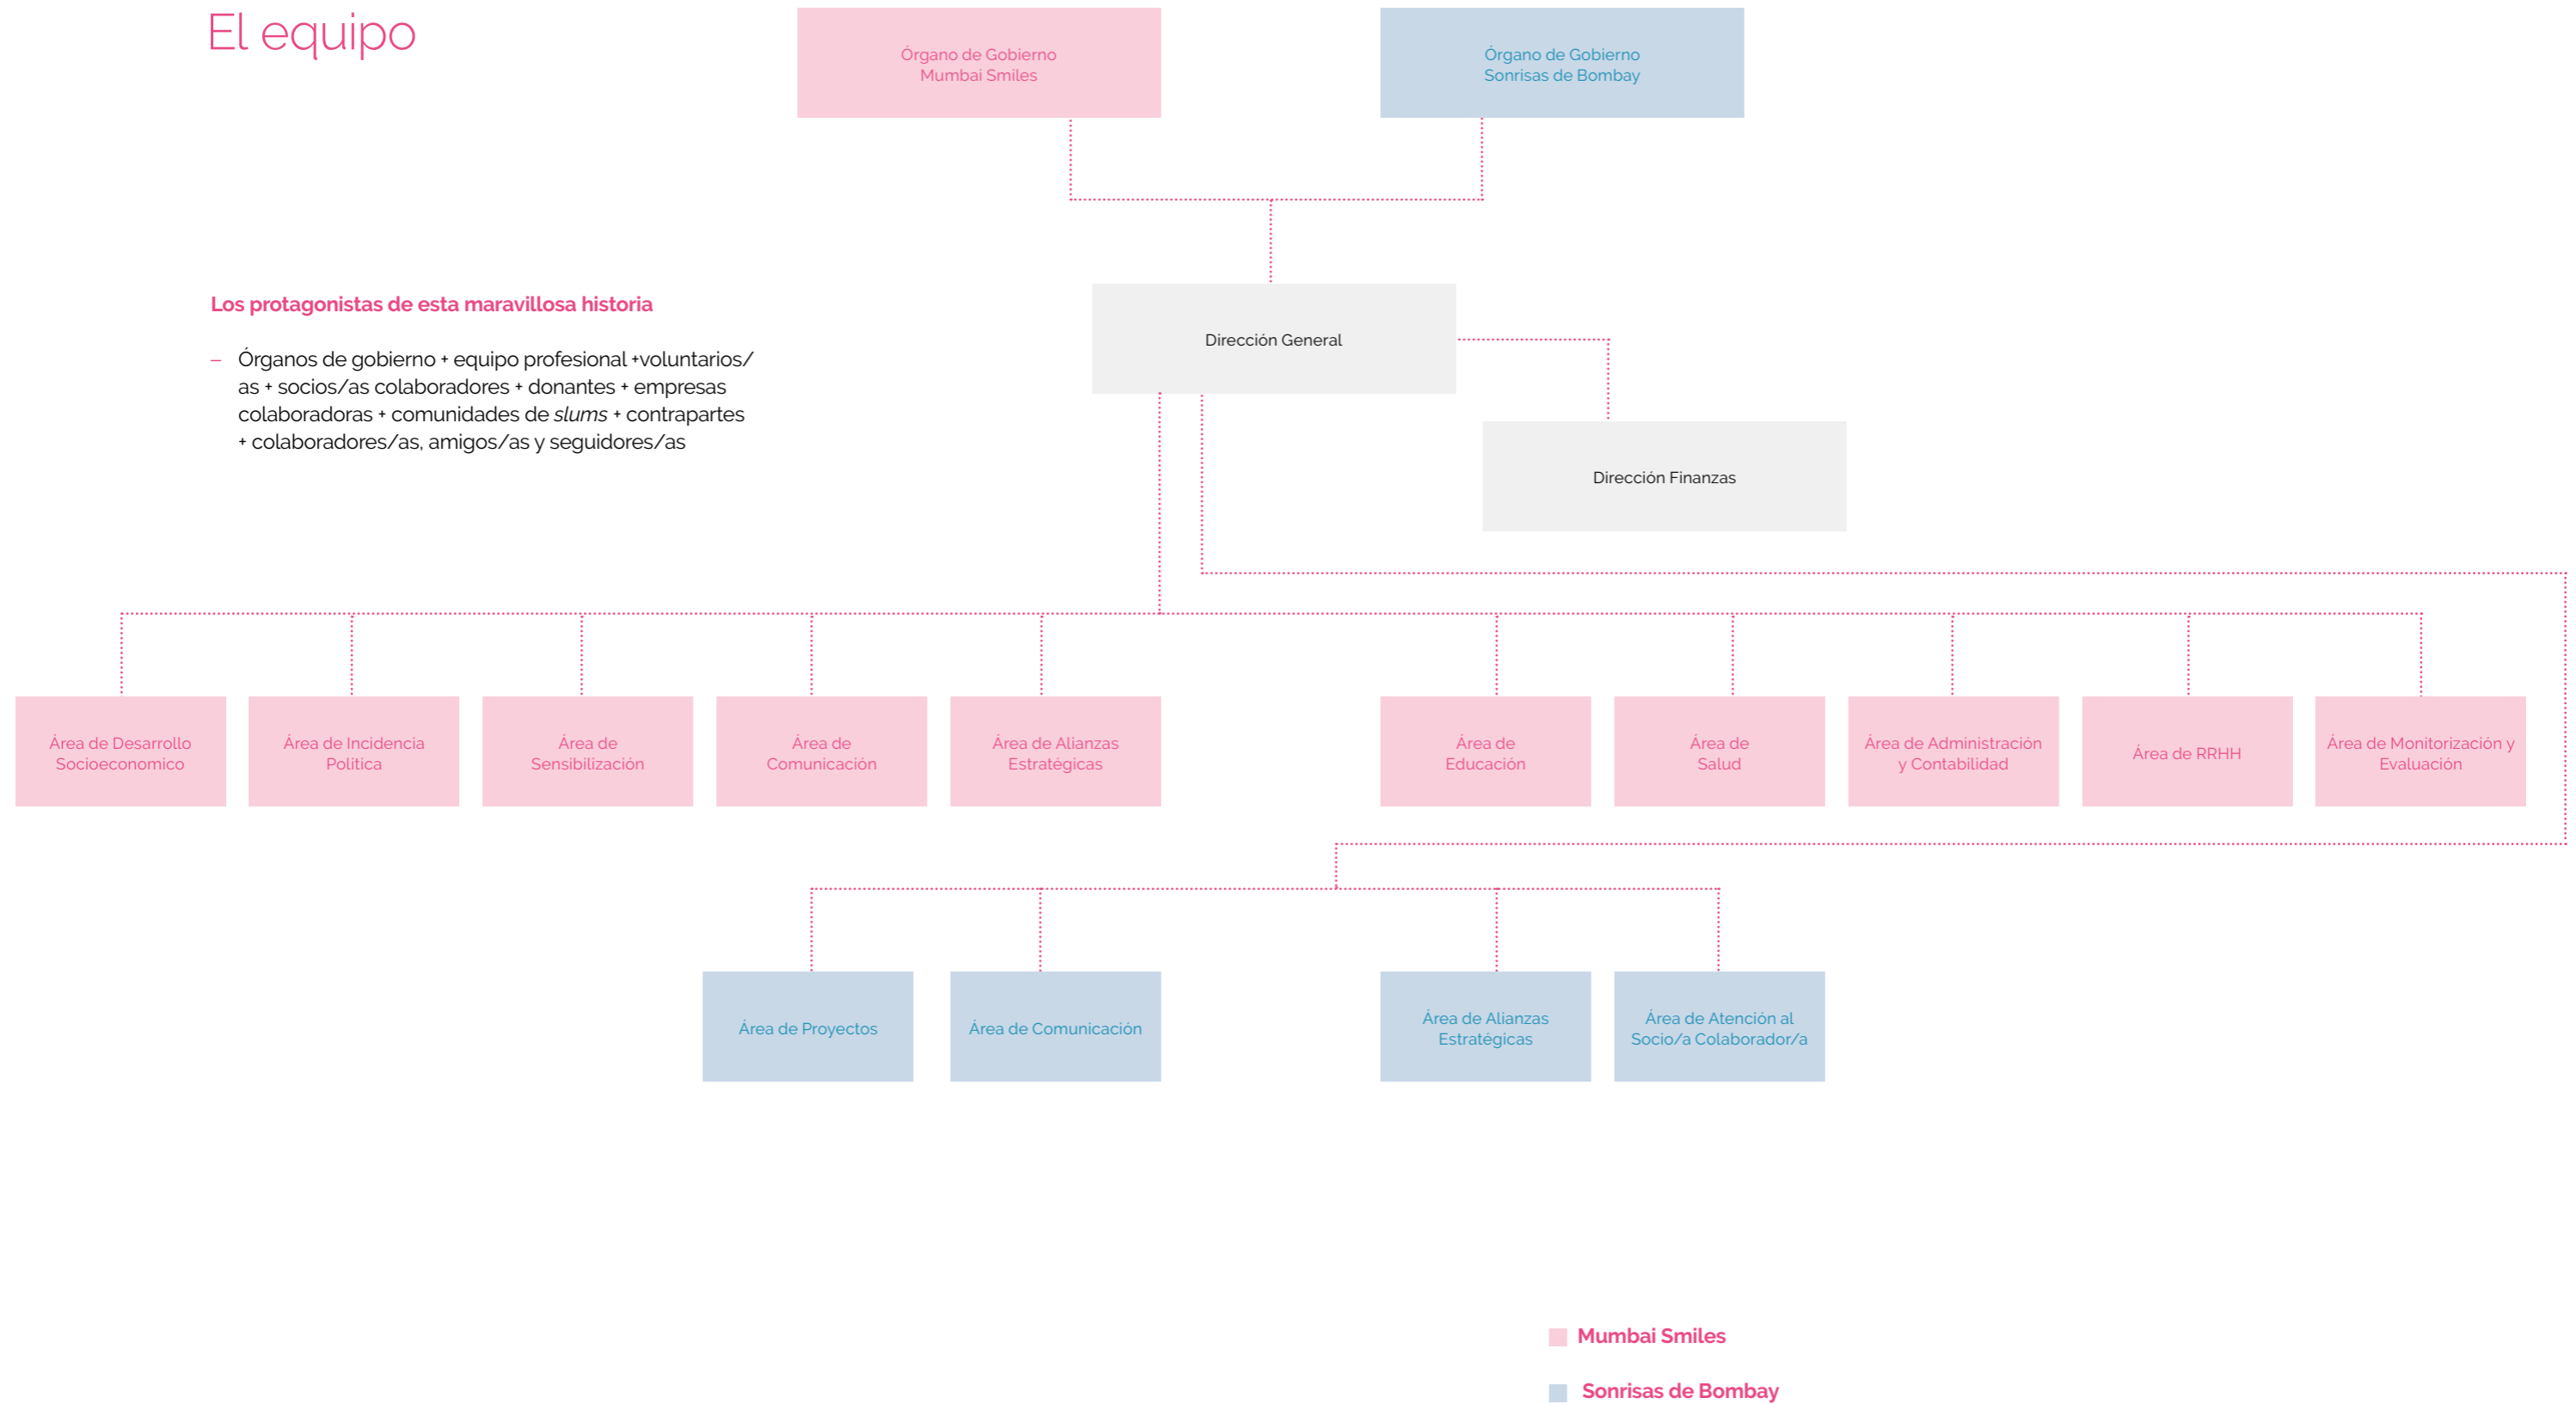 El equipo
Órgano de Gobierno
Mumbai Smiles
Órgano de Gobierno
Sonrisas de Bombay
Los protagonistas de esta maravillosa historia
– Órganos de gobierno + equipo profesional +voluntarios/
as + socios/as colaboradores + donantes + empresas
colaboradoras + comunidades de slums + contrapartes
+ colaboradores/as, amigos/as y seguidores/as
Dirección General
Dirección Finanzas
Área de Desarrollo
Socioeconomico
Área de Incidencia
Politica
Área de
Sensibilización
Área de
Comunicación
Área de Alianzas
Estratégicas
Área de
Educación
Área de
Salud
Área de Administración
y Contabilidad
Área de RRHH
Área de Monitorización y
Evaluación
Área de Proyectos
Área de Comunicación
Área de Alianzas
Estratégicas
Área de Atención al
Socio/a Colaborador/a
Mumbai Smiles
Sonrisas de Bombay